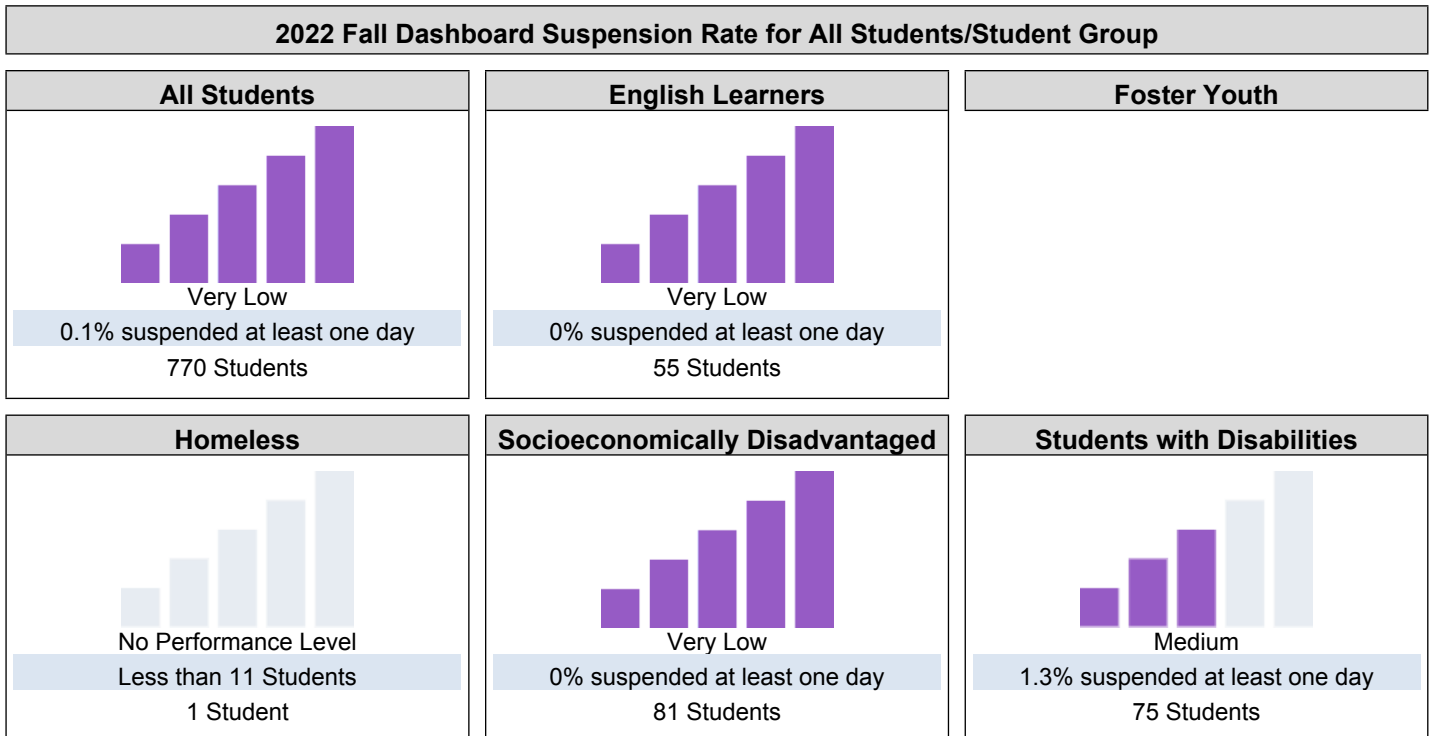 2022 Fall Dashboard Suspension Rate for All Students/Student Group
All Students
Very Low
0.1% suspended at least one day
770 Students
English Learners
Very Low
0% suspended at least one day
55 Students
Foster Youth
Homeless
No Performance Level
Less than 11 Students
1 Student
Socioeconomically Disadvantaged
Very Low
0% suspended at least one day
81 Students
Students with Disabilities
Medium
1.3% suspended at least one day
75 Students